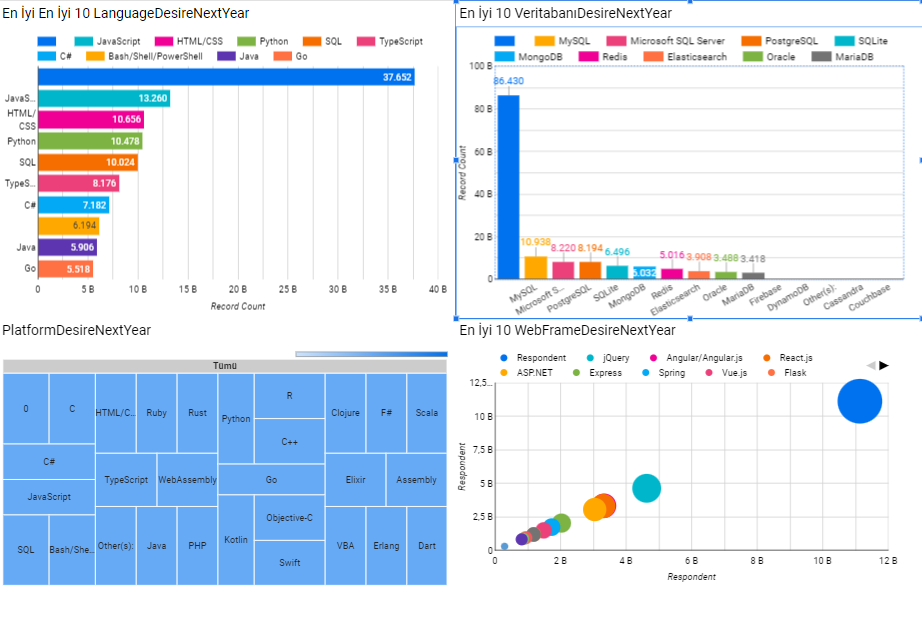 En İyi En İyi 10 LanguageDesireNextYear
JavaScript HTML/CSS Python SQL TypeScript
C# Bash/Shell/PowerShell Java Go
37.652
JavaS... 13.260
HTML/CSS 10.656
Python 10.478
SQL 10.024
TypeS... 8.176
C# 7.182
6.194
Java 5.906
Go 5.518
0 5 B 10 B 15 B 20 B 25 B 30 B 35 B 40 B
Record Count
En İyi 10 VeritabanıDesireNextYear
MySQL Microsoft SQL Server PostgreSQL SQLite
MongoDB Redis Elasticsearch Oracle MariaDB
100 B
80 B
60 B
40 B
20 B
0
Record Count
86.430
10.938 8.220 8.194 6.496 6.032 5.016 3.908 3.488 3.418
MySQL Microsoft S... PostgreSQL SQLite MongoDB Redis Elasticsearch Oracle MariaDB Firebase DynamoDB Other(s): Cassandra Couchbase
PlatformDesireNextYear
Tümü
0 C HTML/C... Ruby Rust Python R Clojure F# Scala
C++
C#
TypeScript WebAssembly Go Elixir Assembly
JavaScript
SQL Bash/She... Other(s): Java PHP Kotlin Objective-C VBA Erlang Dart
Swift
En İyi 10 WebFrameDesireNextYear
Respondent jQuery Angular/Angular.js React.js
ASP.NET Express Spring Vue.js Flask
12,5...
10 B
7,5 B
5 B
2,5 B
0
Respondent
0 2 B 4 B 6 B 8 B 10 B 12 B
Respondent